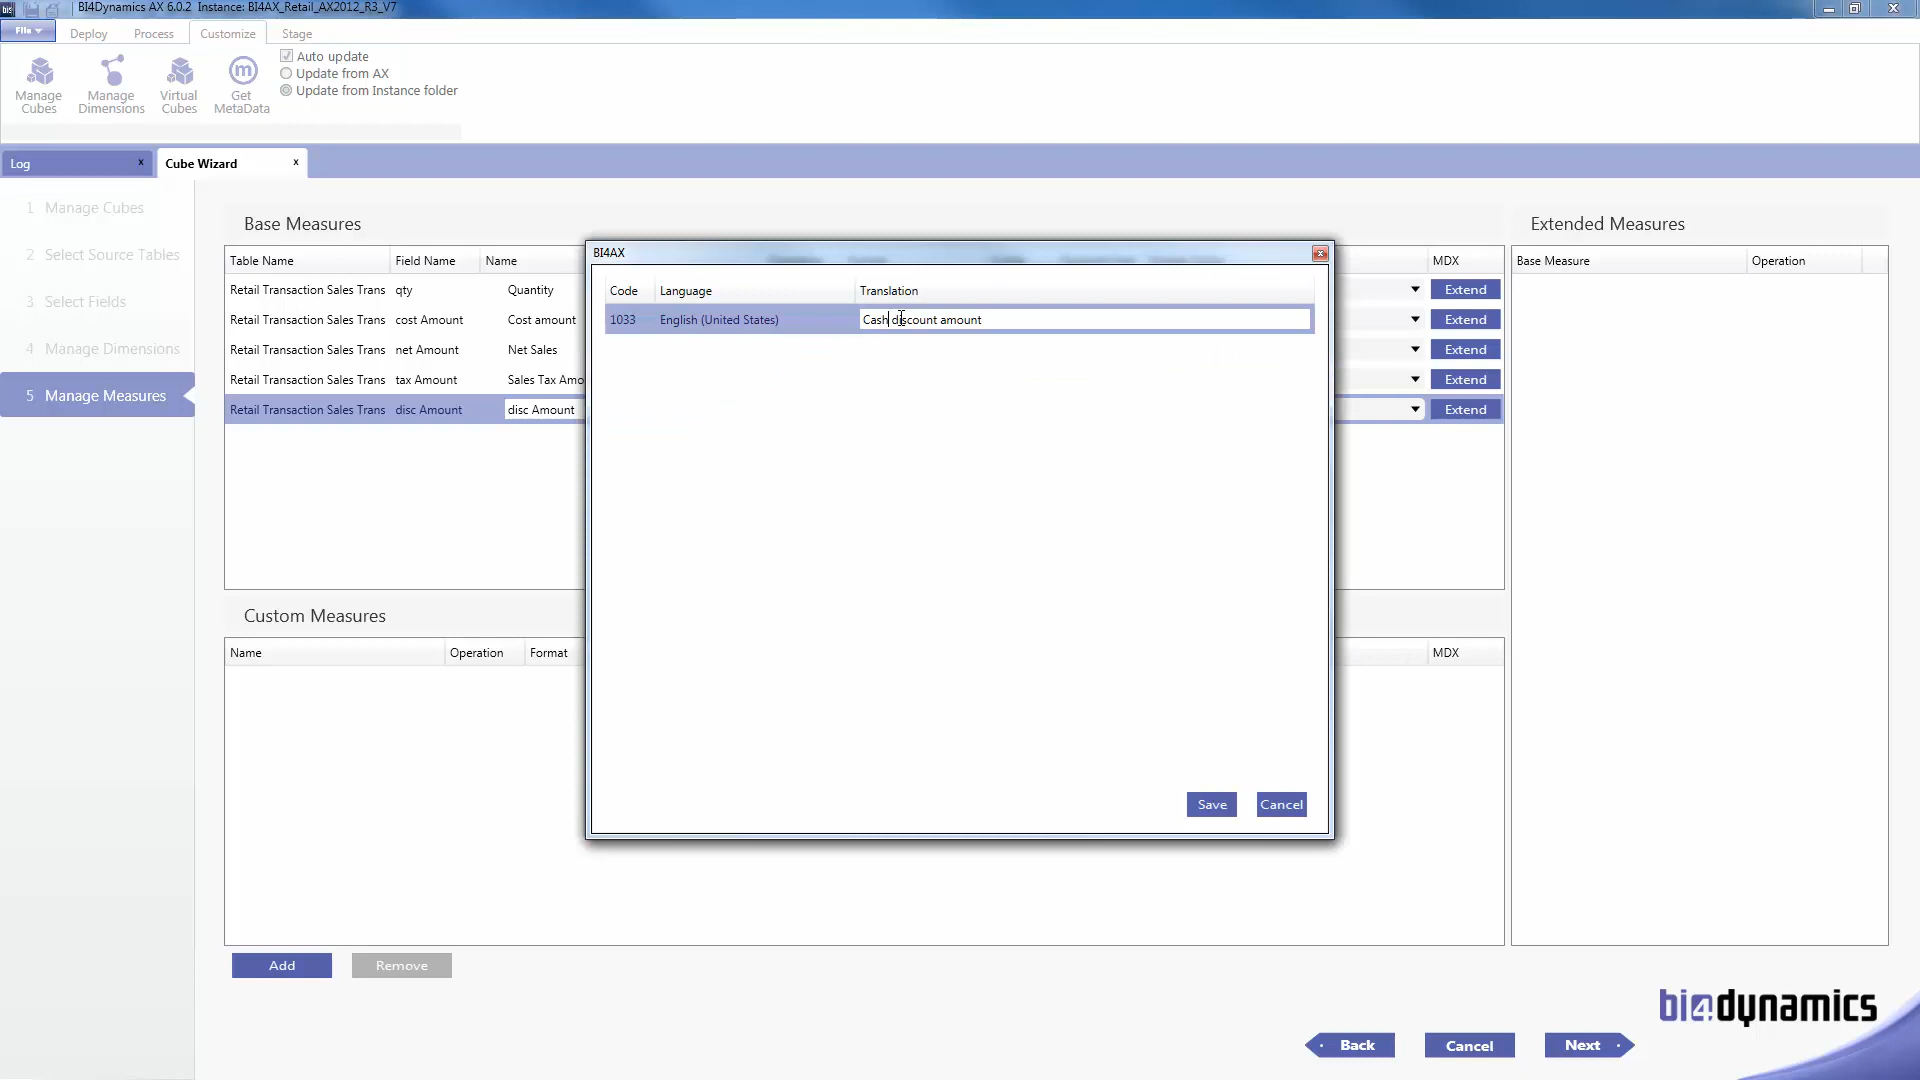 BI4Dynamics AX 6.0.2 Instance: BI4AX_Retail_AX2012_R3_V7
File Deploy Process Customize Stage
Manage Cubes
Manage Dimensions
Virtual Cubes
Get MetaData
Auto update
Update from AX
Update from Instance folder
Log x Cube Wizard x
1 Manage Cubes
2 Select Source Tables
3 Select Fields
4 Manage Dimensions
5 Manage Measures
Base Measures
Table Name Field Name Name MDX
Retail Transaction Sales Trans qty Quantity Extend
Retail Transaction Sales Trans cost Amount Cost amount Extend
Retail Transaction Sales Trans net Amount Net Sales Extend
Retail Transaction Sales Trans tax Amount Sales Tax Amo Extend
Retail Transaction Sales Trans disc Amount disc Amount Extend
BI4AX
Code Language Translation
1033 English (United States) Cash discount amount
Save Cancel
Custom Measures
Name Operation Format MDX
Add Remove
Extended Measures
Base Measure Operation
bi4dynamics
Back Cancel Next